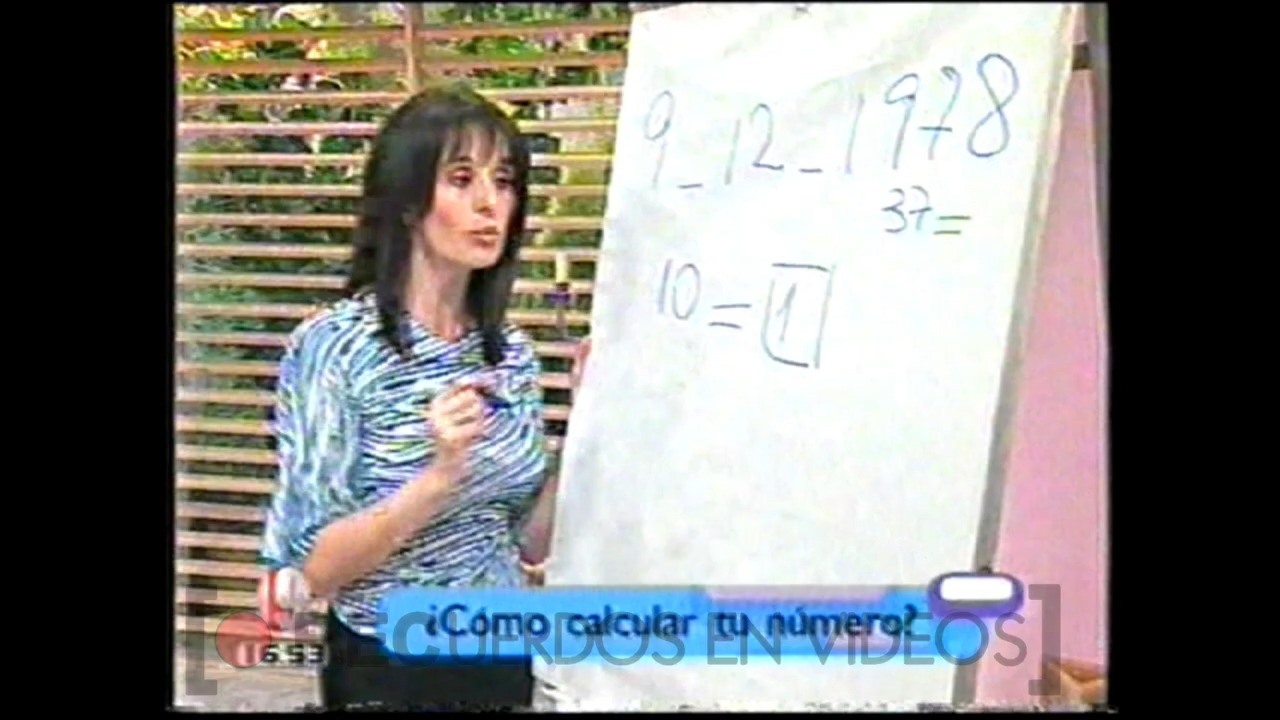 9_12_1978
37=
10 = 1
¿Cómo calcular tu número?
RECUERDOS EN VIDEOS
6:53